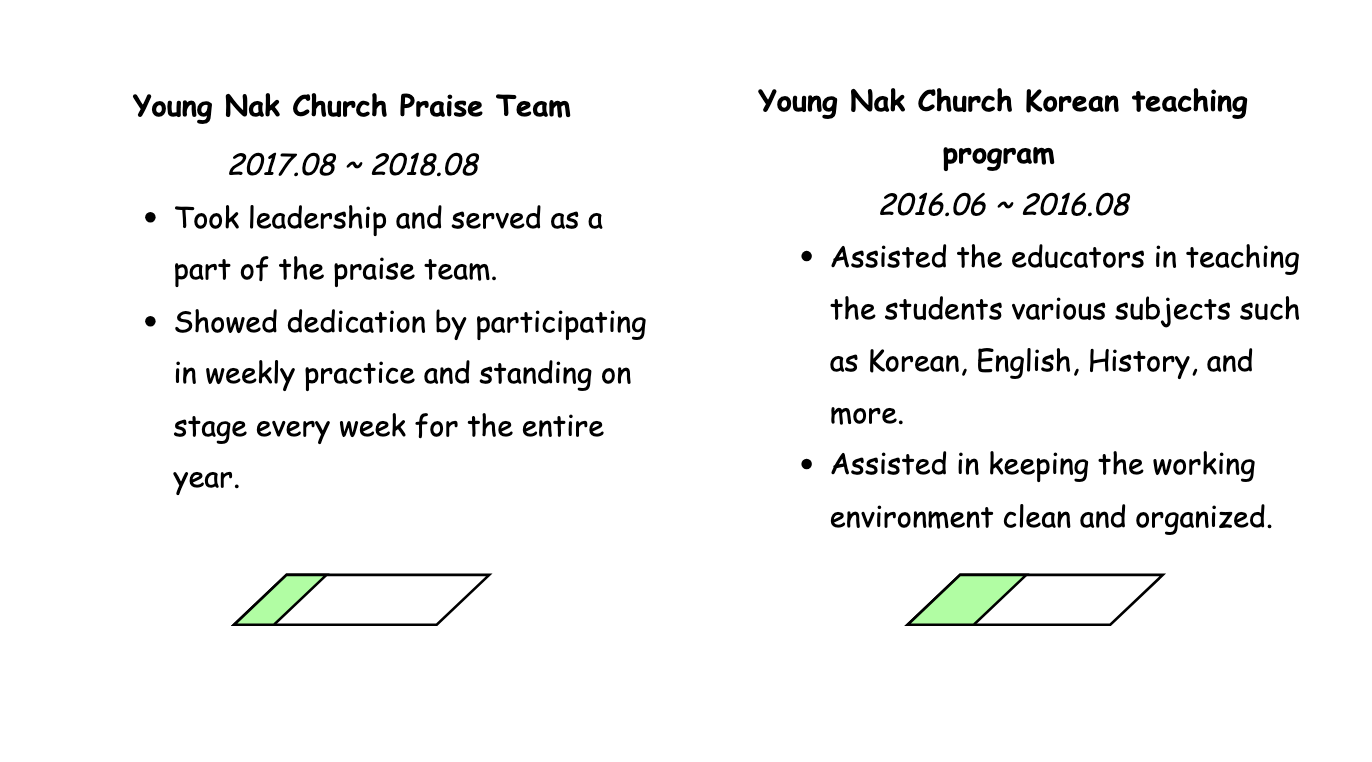 Young Nak Church Praise Team
2017.08 ~ 2018.08
• Took leadership and served as a
part of the praise team.
• Showed dedication by participating
in weekly practice and standing on
stage every week for the entire
year.
Young Nak Church Korean teaching
program
2016.06 ~ 2016.08
• Assisted the educators in teaching
the students various subjects such
as Korean, English, History, and
more.
• Assisted in keeping the working
environment clean and organized.